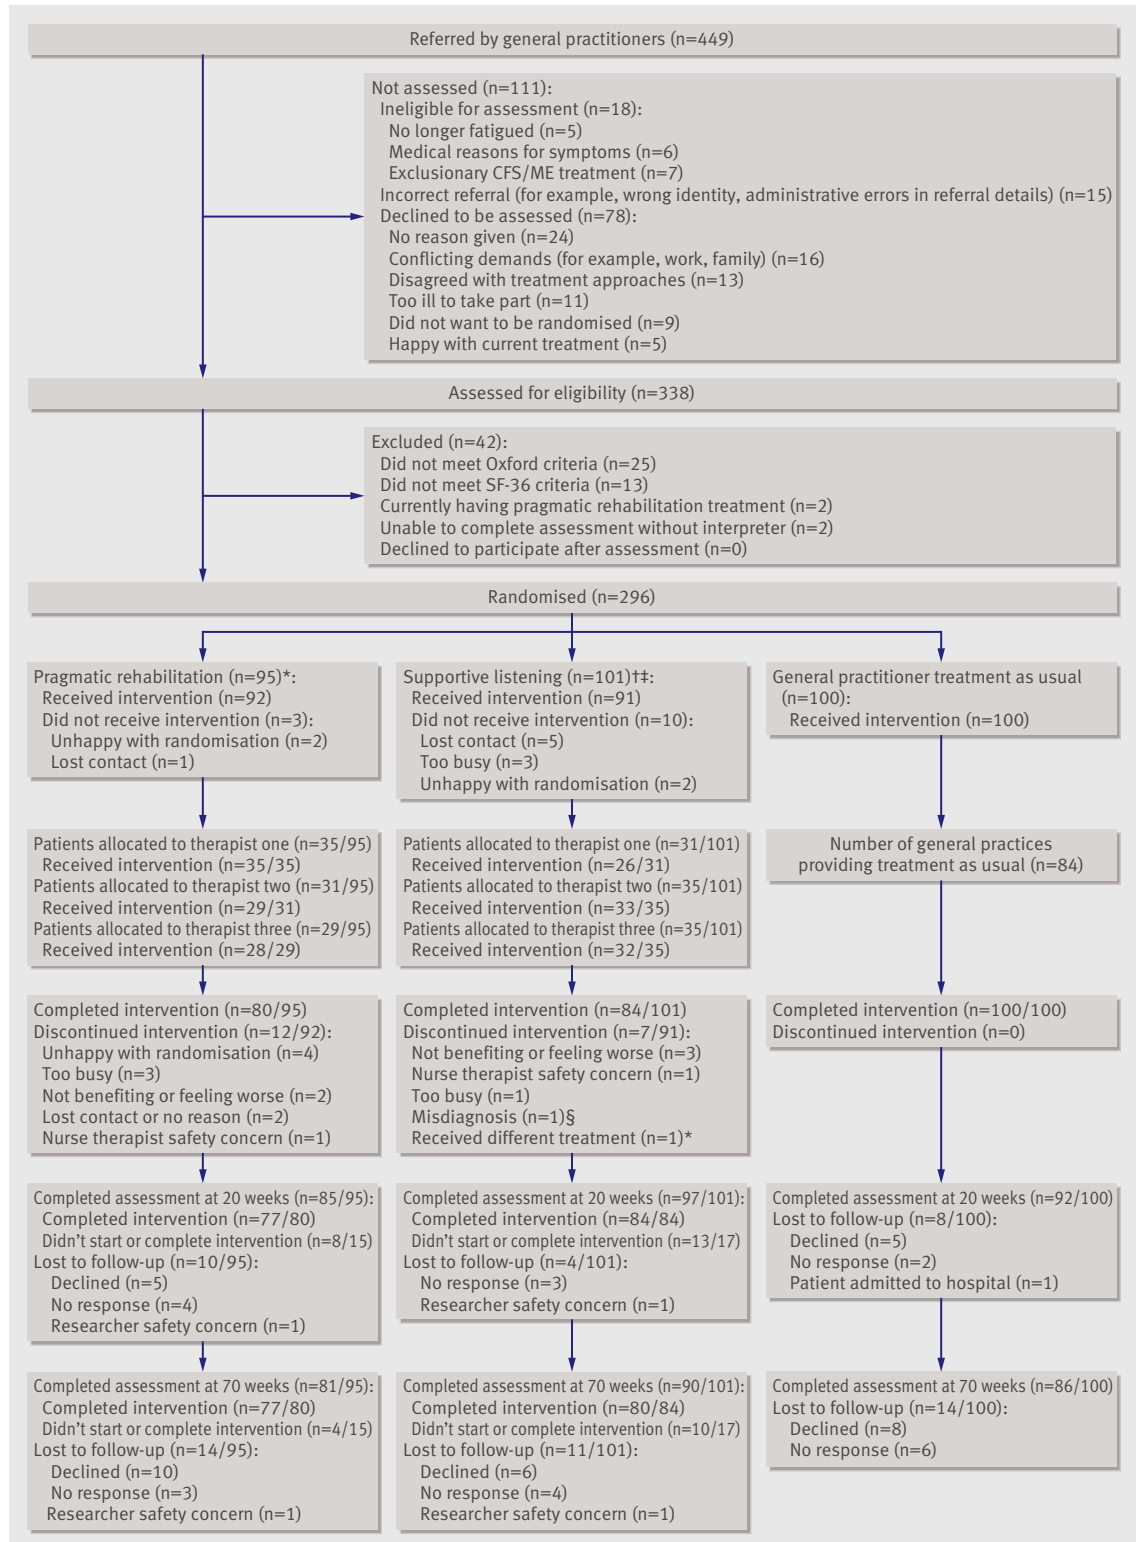 Referred by general practitioners (n=449)
Not assessed (n=111):
Ineligible for assessment (n=18):
No longer fatigued (n=5)
Medical reasons for symptoms (n=6)
Exclusionary CFS/ME treatment (n=7)
Incorrect referral (for example, wrong identity, administrative errors in referral details) (n=15)
Declined to be assessed (n=78):
No reason given (n=24)
Conflicting demands (for example, work, family) (n=16)
Disagreed with treatment approaches (n=13)
Too ill to take part (n=11)
Did not want to be randomised (n=9)
Happy with current treatment (n=5)
Assessed for eligibility (n=338)
Excluded (n=42):
Did not meet Oxford criteria (n=25)
Did not meet SF-36 criteria (n=13)
Currently having pragmatic rehabilitation treatment (n=2)
Unable to complete assessment without interpreter (n=2)
Declined to participate after assessment (n=0)
Randomised (n=296)
Pragmatic rehabilitation (n=95)*:
Received intervention (n=92)
Did not receive intervention (n=3):
Unhappy with randomisation (n=2)
Lost contact (n=1)
Supportive listening (n=101)†‡:
Received intervention (n=91)
Did not receive intervention (n=10):
Lost contact (n=5)
Too busy (n=3)
Unhappy with randomisation (n=2)
General practitioner treatment as usual
(n=100):
Received intervention (n=100)
Patients allocated to therapist one (n=35/95)
Received intervention (n=35/35)
Patients allocated to therapist two (n=31/95)
Received intervention (n=29/31)
Patients allocated to therapist three (n=29/95)
Received intervention (n=28/29)
Patients allocated to therapist one (n=31/101)
Received intervention (n=26/31)
Patients allocated to therapist two (n=35/101)
Received intervention (n=33/35)
Patients allocated to therapist three (n=35/101)
Received intervention (n=32/35)
Number of general practices
providing treatment as usual (n=84)
Completed intervention (n=80/95)
Discontinued intervention (n=12/92):
Unhappy with randomisation (n=4)
Too busy (n=3)
Not benefiting or feeling worse (n=2)
Lost contact or no reason (n=2)
Nurse therapist safety concern (n=1)
Completed intervention (n=84/101)
Discontinued intervention (n=7/91):
Not benefiting or feeling worse (n=3)
Nurse therapist safety concern (n=1)
Too busy (n=1)
Misdiagnosis (n=1)§
Received different treatment (n=1)*
Completed intervention (n=100/100)
Discontinued intervention (n=0)
Completed assessment at 20 weeks (n=85/95):
Completed intervention (n=77/80)
Didn't start or complete intervention (n=8/15)
Lost to follow-up (n=10/95):
Declined (n=5)
No response (n=4)
Researcher safety concern (n=1)
Completed assessment at 20 weeks (n=97/101):
Completed intervention (n=84/84)
Didn't start or complete intervention (n=13/17)
Lost to follow-up (n=4/101):
No response (n=3)
Researcher safety concern (n=1)
Completed assessment at 20 weeks (n=92/100)
Lost to follow-up (n=8/100):
Declined (n=5)
No response (n=2)
Patient admitted to hospital (n=1)
Completed assessment at 70 weeks (n=81/95):
Completed intervention (n=77/80)
Didn't start or complete intervention (n=4/15)
Lost to follow-up (n=14/95):
Declined (n=10)
No response (n=3)
Researcher safety concern (n=1)
Completed assessment at 70 weeks (n=90/101):
Completed intervention (n=80/84)
Didn't start or complete intervention (n=10/17)
Lost to follow-up (n=11/101):
Declined (n=6)
No response (n=4)
Researcher safety concern (n=1)
Completed assessment at 70 weeks (n=86/100)
Lost to follow-up (n=14/100):
Declined (n=8)
No response (n=6)